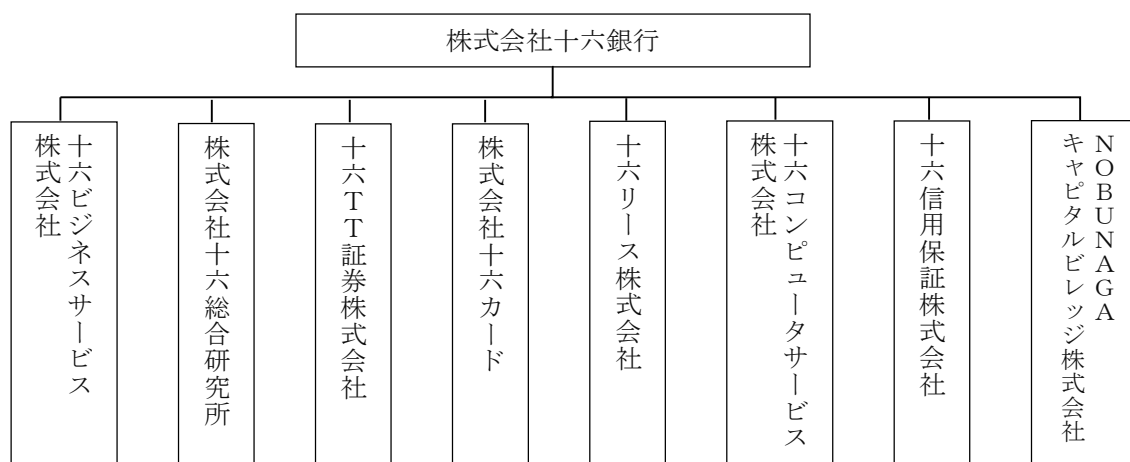 株式会社十六銀行
十六ビジネスサービス
株式会社
株式会社十六総合研究所
十六TT証券株式会社
株式会社十六カード
十六リース株式会社
十六コンピュータサービス
株式会社
十六信用保証株式会社
NOBUNAGA
キャピタルビレッジ株式会社